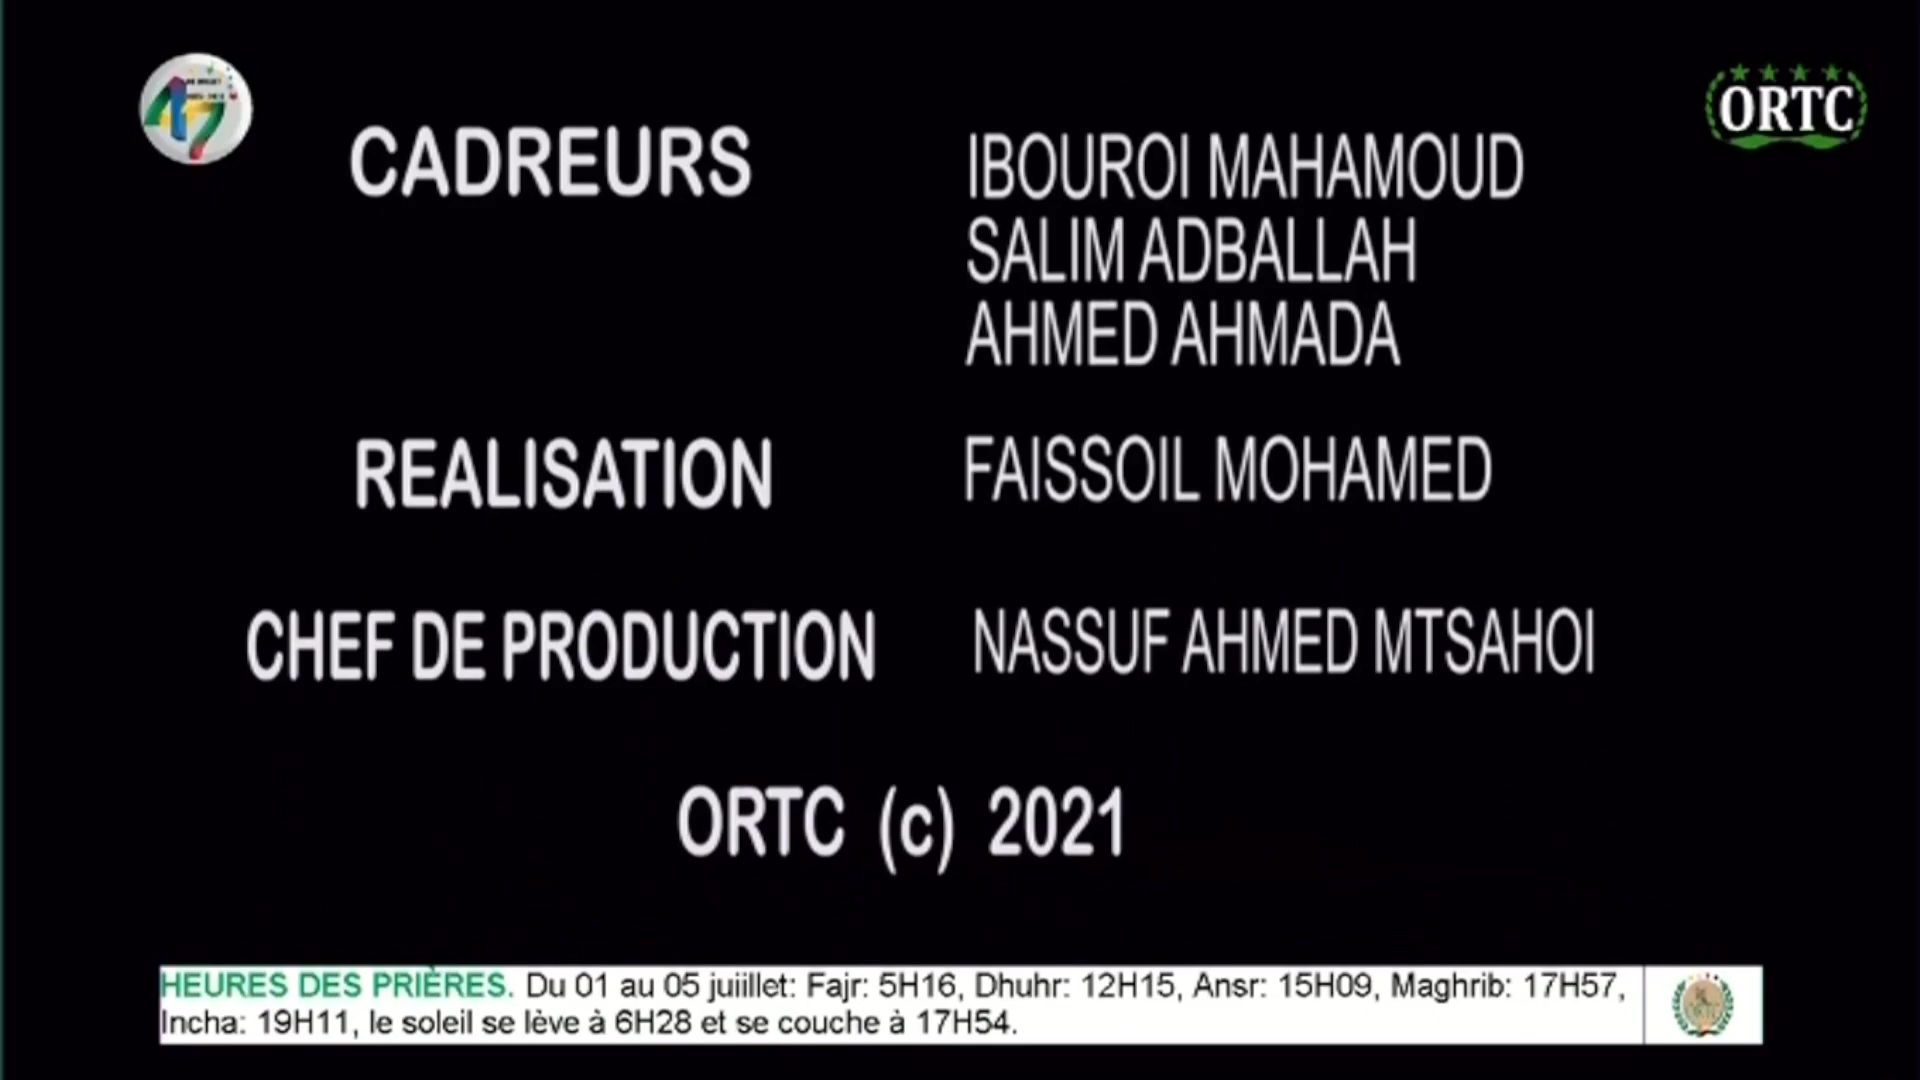 ORTC
CADREURS IBOUROI MAHAMOUD
SALIM ADBALLAH
AHMED AHMADA
REALISATION FAISSOIL MOHAMED
CHEF DE PRODUCTION NASSUF AHMED MTSAHOI
ORTC (c) 2021
HEURES DES PRIÈRES. Du 01 au 05 juiillet: Fajr: 5H16, Dhuhr: 12H15, Ansr: 15H09, Maghrib: 17H57,
Incha: 19H11, le soleil se lève à 6H28 et se couche à 17H54.